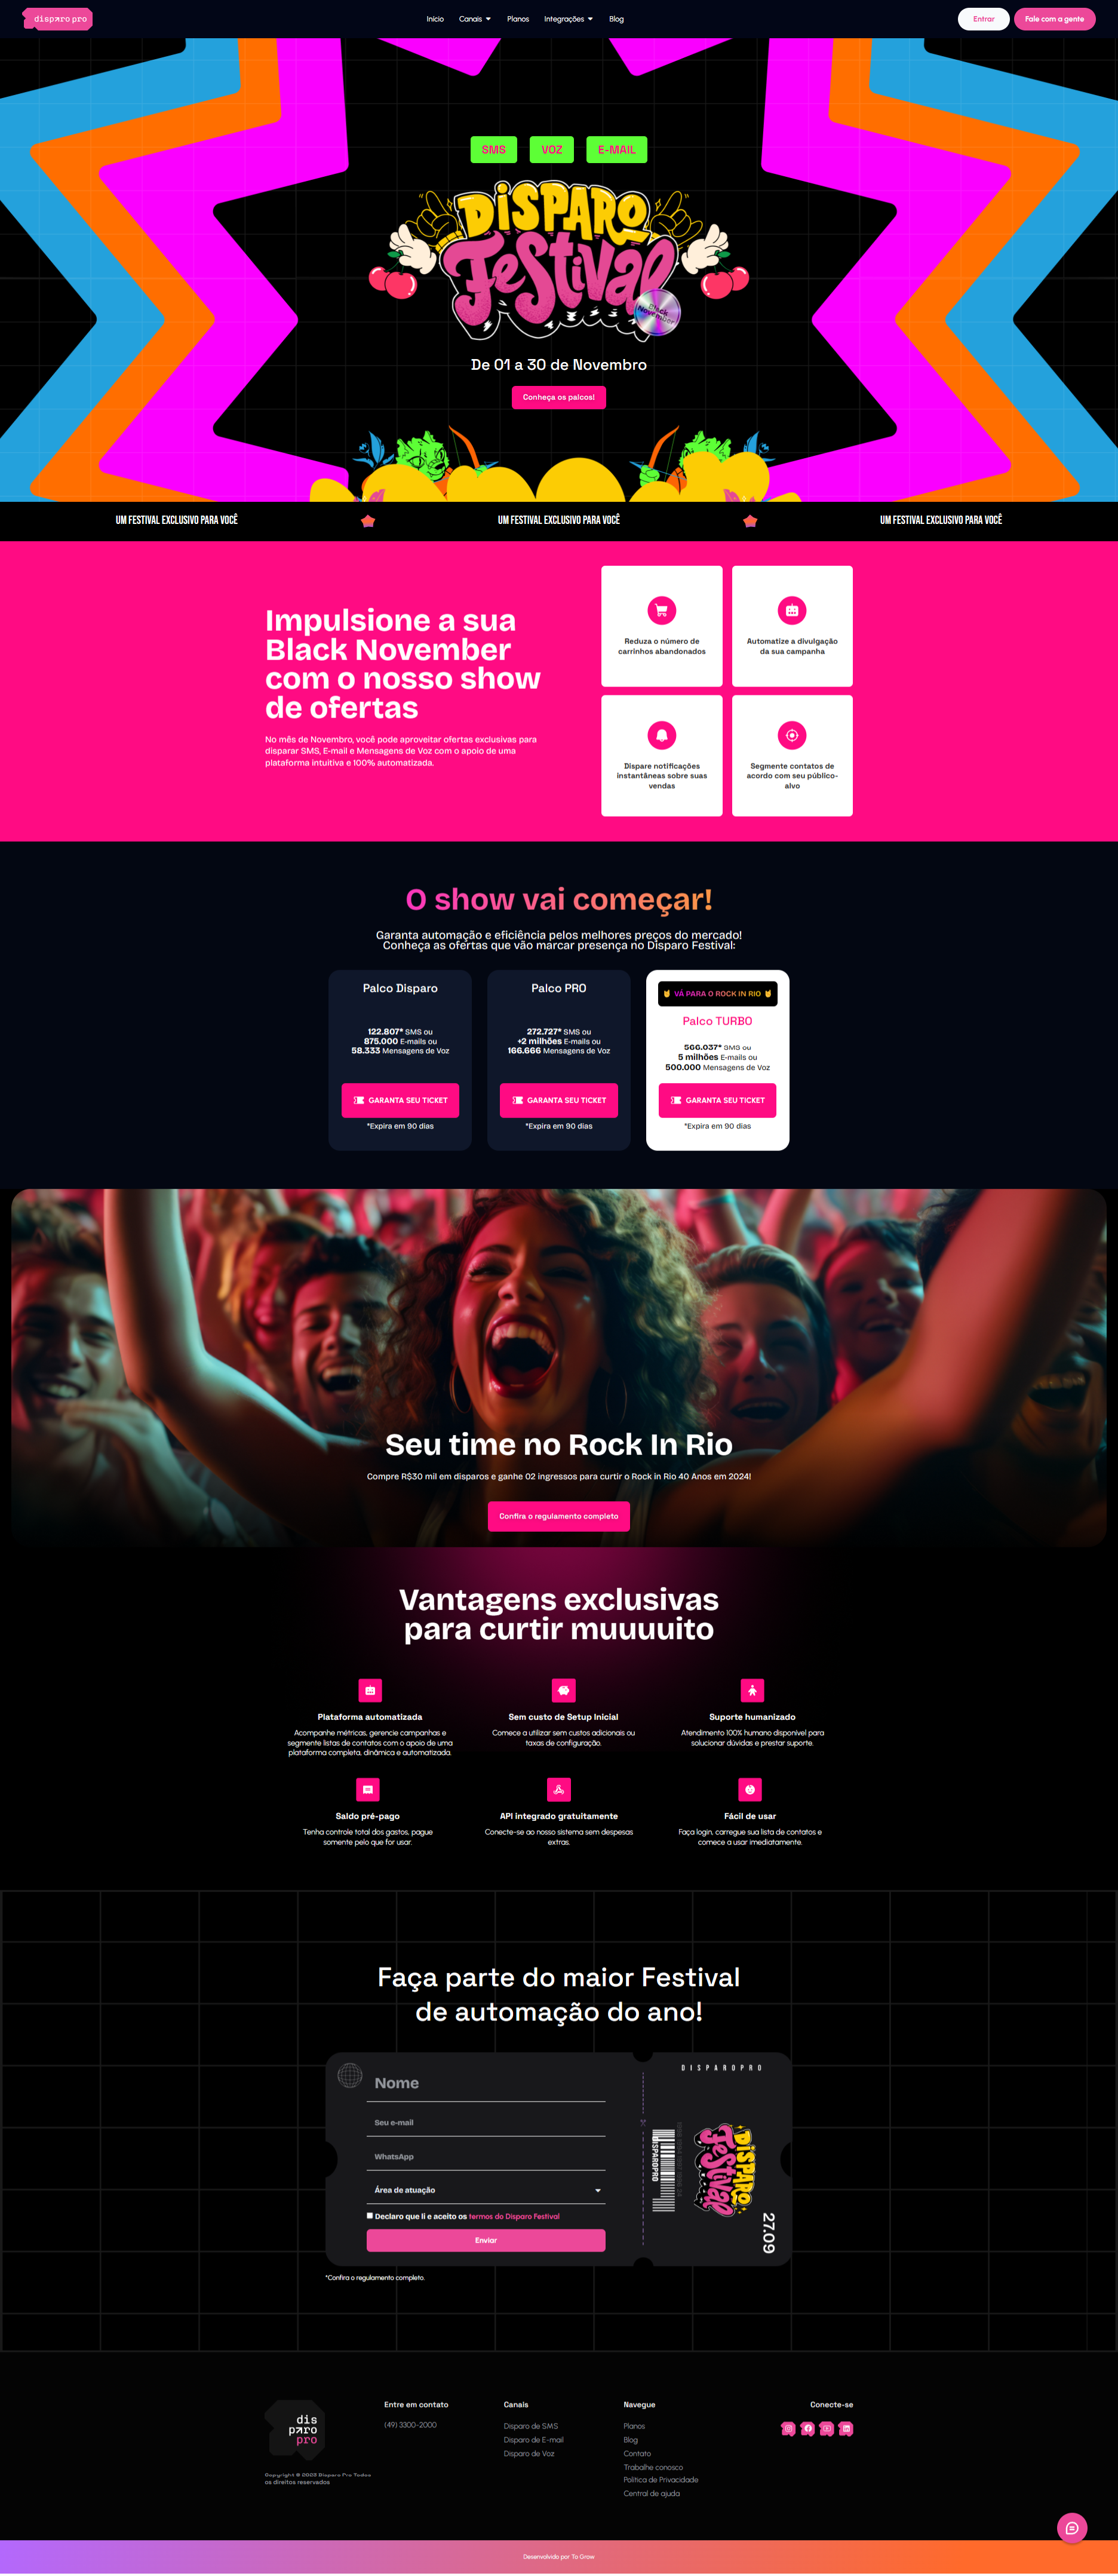 disparo pro
Início
Canais
Planos
Integrações
Blog
Entrar
Fale com a gente
SMS
VOZ
E-MAIL
DISPARO
Festival
Black
November
De 01 a 30 de Novembro
Conheça os palcos!
UM FESTIVAL EXCLUSIVO PARA VOCÊ
UM FESTIVAL EXCLUSIVO PARA VOCÊ
UM FESTIVAL EXCLUSIVO PARA VOCÊ
Impulsione a sua
Black November
com o nosso show
de ofertas
No mês de Novembro, você pode aproveitar ofertas exclusivas para
disparar SMS, E-mail e Mensagens de Voz com o apoio de uma
plataforma intuitiva e 100% automatizada.
Reduza o número de
carrinhos abandonados
Automatize a divulgação
da sua campanha
Dispare notificações
instantâneas sobre suas
vendas
Segmente contatos de
acordo com seu público-
alvo
O show vai começar!
Garanta automação e eficiência pelos melhores preços do mercado!
Conheça as ofertas que vão marcar presença no Disparo Festival:
Palco Disparo
122.807* SMS ou
875.000 E-mails ou
58.333 Mensagens de Voz
GARANTA SEU TICKET
*Expira em 90 dias
Palco PRO
272.727* SMS ou
+2 milhões E-mails ou
166.666 Mensagens de Voz
GARANTA SEU TICKET
*Expira em 90 dias
VÁ PARA O ROCK IN RIO
Palco TURBO
566.037* SMS ou
5 milhões E-mails ou
500.000 Mensagens de Voz
GARANTA SEU TICKET
*Expira em 90 dias
Seu time no Rock In Rio
Compre R$30 mil em disparos e ganhe 02 ingressos para curtir o Rock in Rio 40 Anos em 2024!
Confira o regulamento completo
Vantagens exclusivas
para curtir muuuuito
Plataforma automatizada
Acompanhe métricas, gerencie campanhas e
segmente listas de contatos com o apoio de uma
plataforma completa, dinâmica e automatizada.
Sem custo de Setup Inicial
Comece a utilizar sem custos adicionais ou
taxas de configuração.
Suporte humanizado
Atendimento 100% humano disponível para
solucionar dúvidas e prestar suporte.
Saldo pré-pago
Tenha controle total dos gastos, pague
somente pelo que for usar.
API integrado gratuitamente
Conecte-se ao nosso sistema sem despesas
extras.
Fácil de usar
Faça login, carregue sua lista de contatos e
comece a usar imediatamente.
Faça parte do maior Festival
de automação do ano!
Nome
Seu e-mail
WhatsApp
Área de atuação
Declaro que li e aceito os termos do Disparo Festival
Enviar
DISPAROPRO
DISPAROPRO
DISPARO
Festival
27.09
*Confira o regulamento completo.
dis
paro
pro
Copyright © 2023 Disparo Pro Todos
os direitos reservados
Entre em contato
(49) 3300-2000
Canais
Disparo de SMS
Disparo de E-mail
Disparo de Voz
Navegue
Planos
Blog
Contato
Trabalhe conosco
Política de Privacidade
Central de ajuda
Conecte-se
Desenvolvido por To Grow